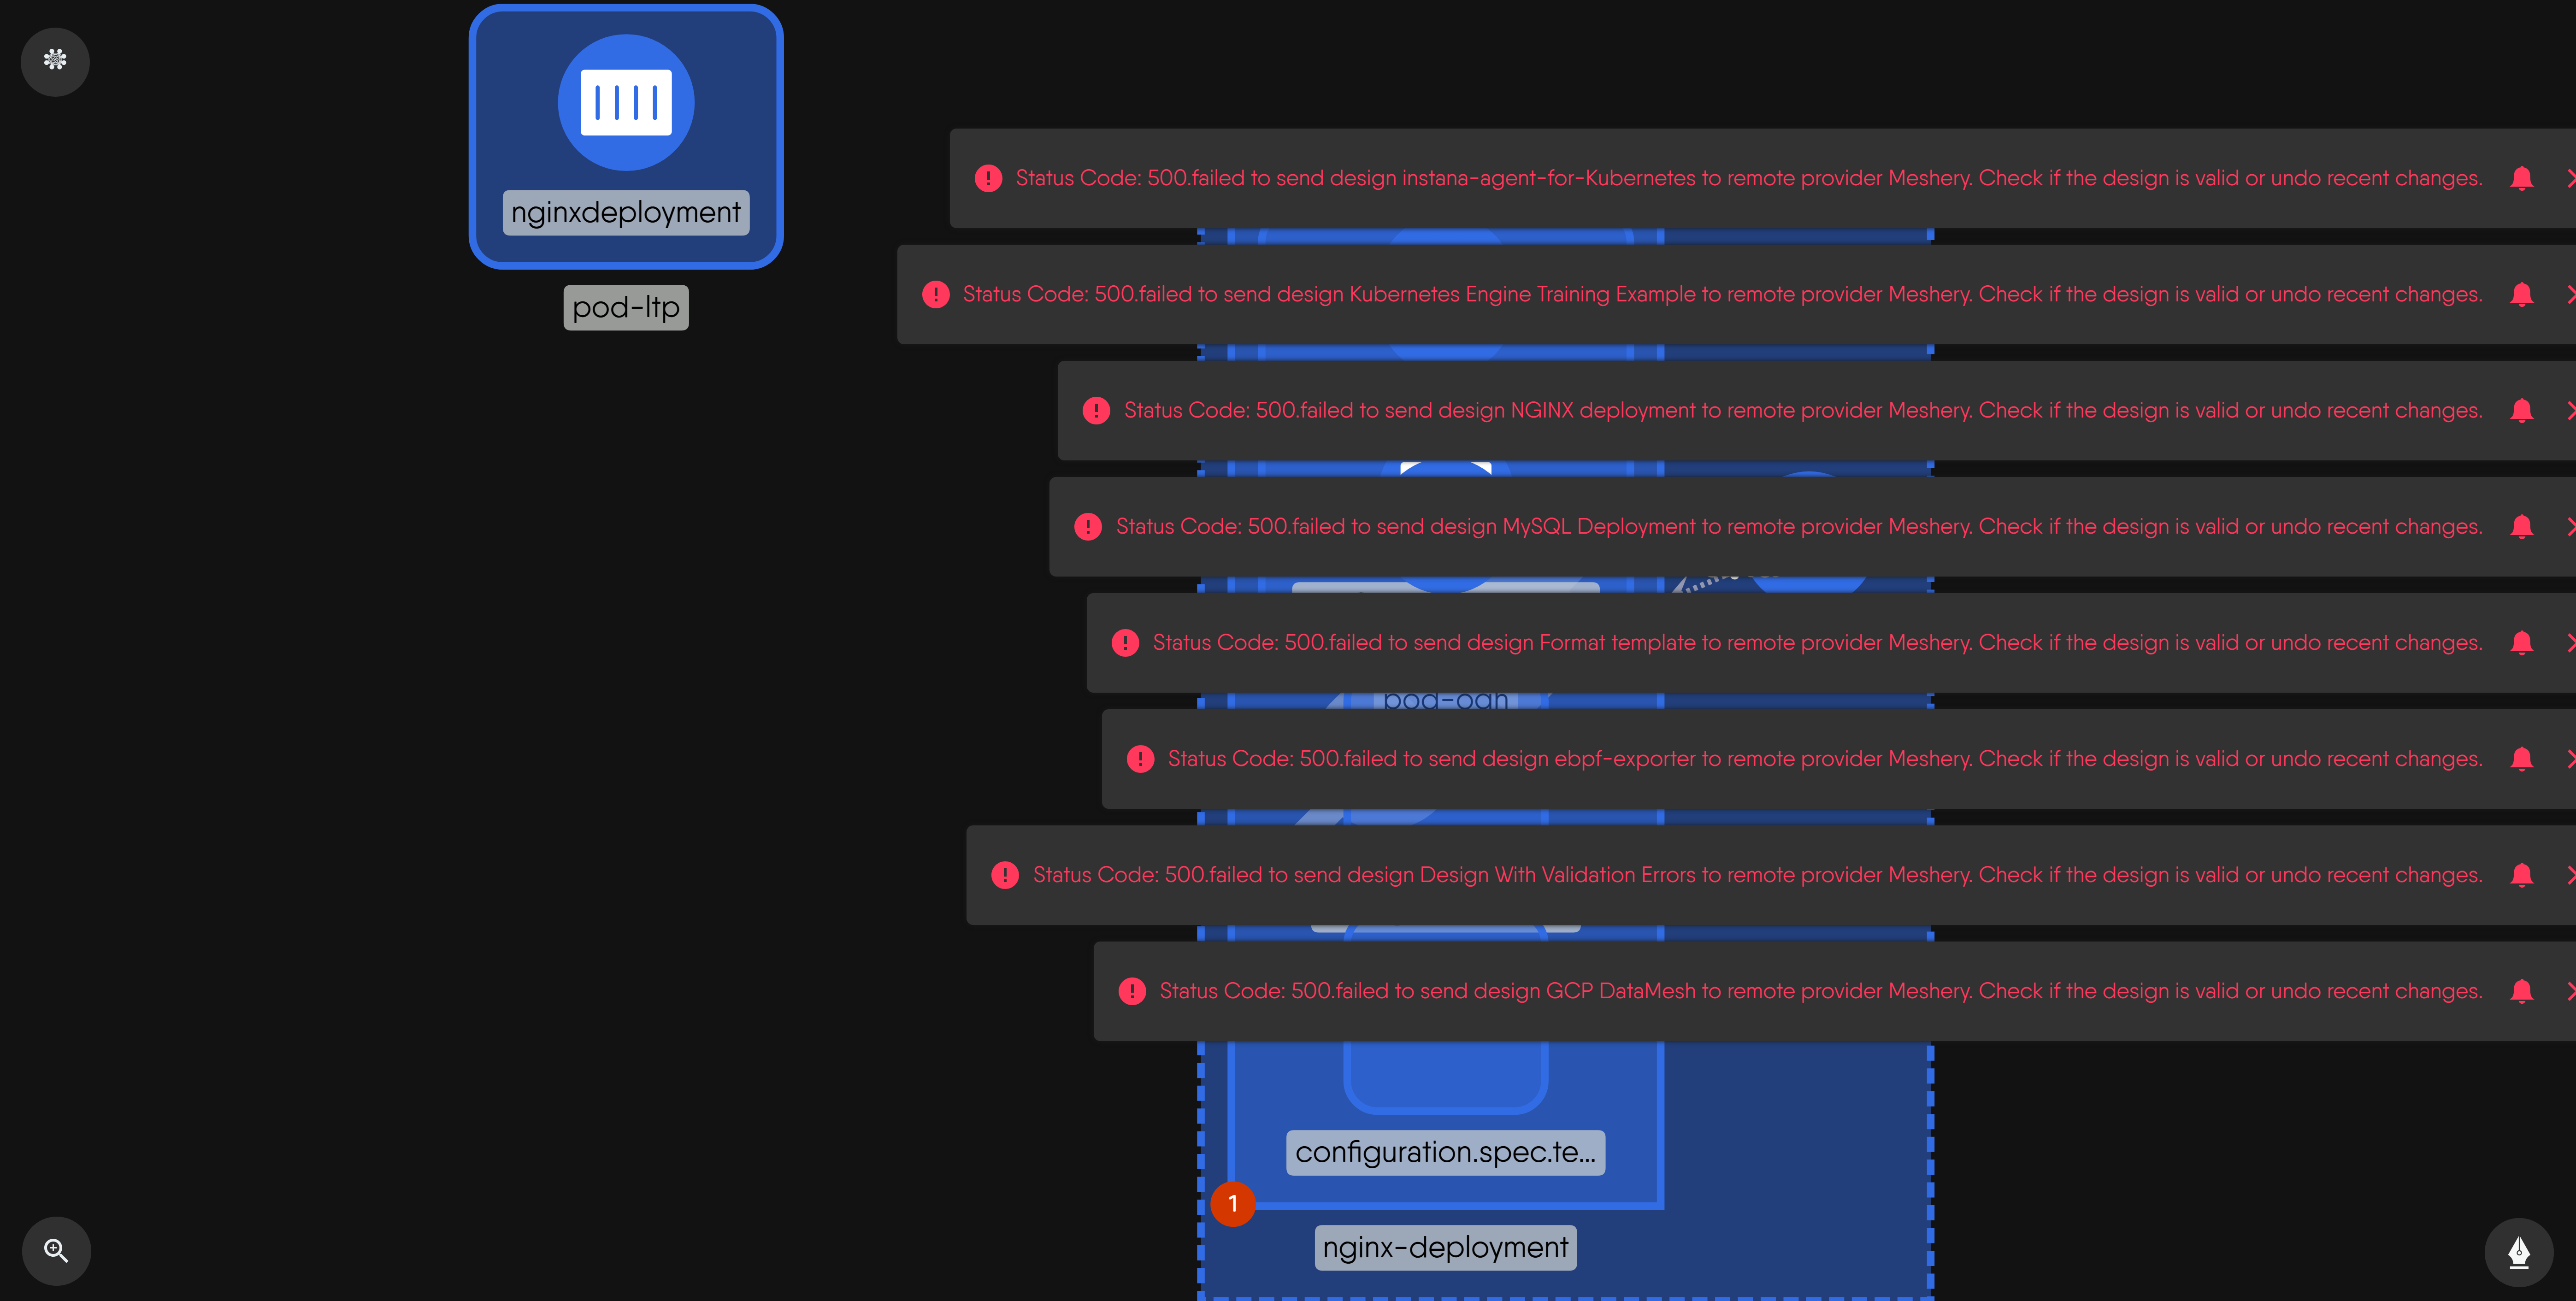 nginxdeployment
pod-ltp
Status Code: 500.failed to send design instana-agent-for-Kubernetes to remote provider Meshery. Check if the design is valid or undo recent changes.
Status Code: 500.failed to send design Kubernetes Engine Training Example to remote provider Meshery. Check if the design is valid or undo recent changes.
Status Code: 500.failed to send design NGINX deployment to remote provider Meshery. Check if the design is valid or undo recent changes.
Status Code: 500.failed to send design MySQL Deployment to remote provider Meshery. Check if the design is valid or undo recent changes.
Status Code: 500.failed to send design Format template to remote provider Meshery. Check if the design is valid or undo recent changes.
Status Code: 500.failed to send design ebpf-exporter to remote provider Meshery. Check if the design is valid or undo recent changes.
Status Code: 500.failed to send design Design With Validation Errors to remote provider Meshery. Check if the design is valid or undo recent changes.
Status Code: 500.failed to send design GCP DataMesh to remote provider Meshery. Check if the design is valid or undo recent changes.
configuration.spec.te...
1
nginx-deployment